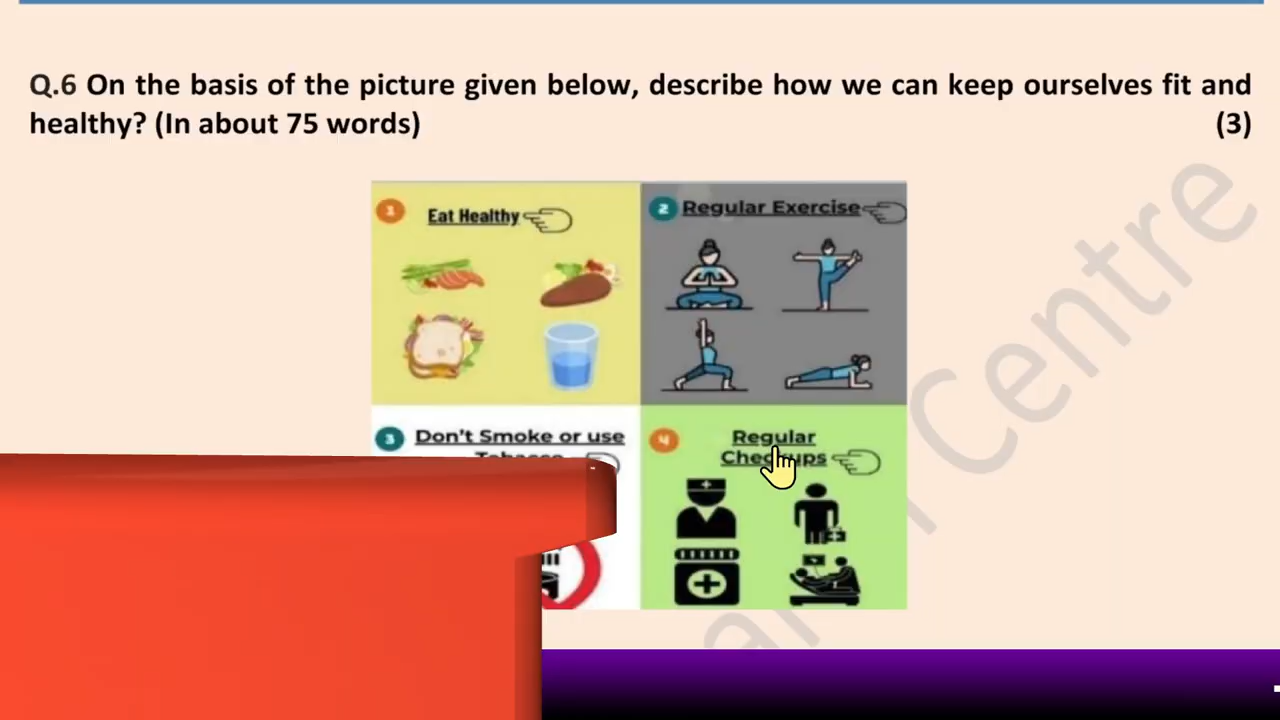 Q.6 On the basis of the picture given below, describe how we can keep ourselves fit and
healthy? (In about 75 words) (3)
1 Eat Healthy
2 Regular Exercise
3 Don't Smoke or use
4 Regular
Checkups
Centre